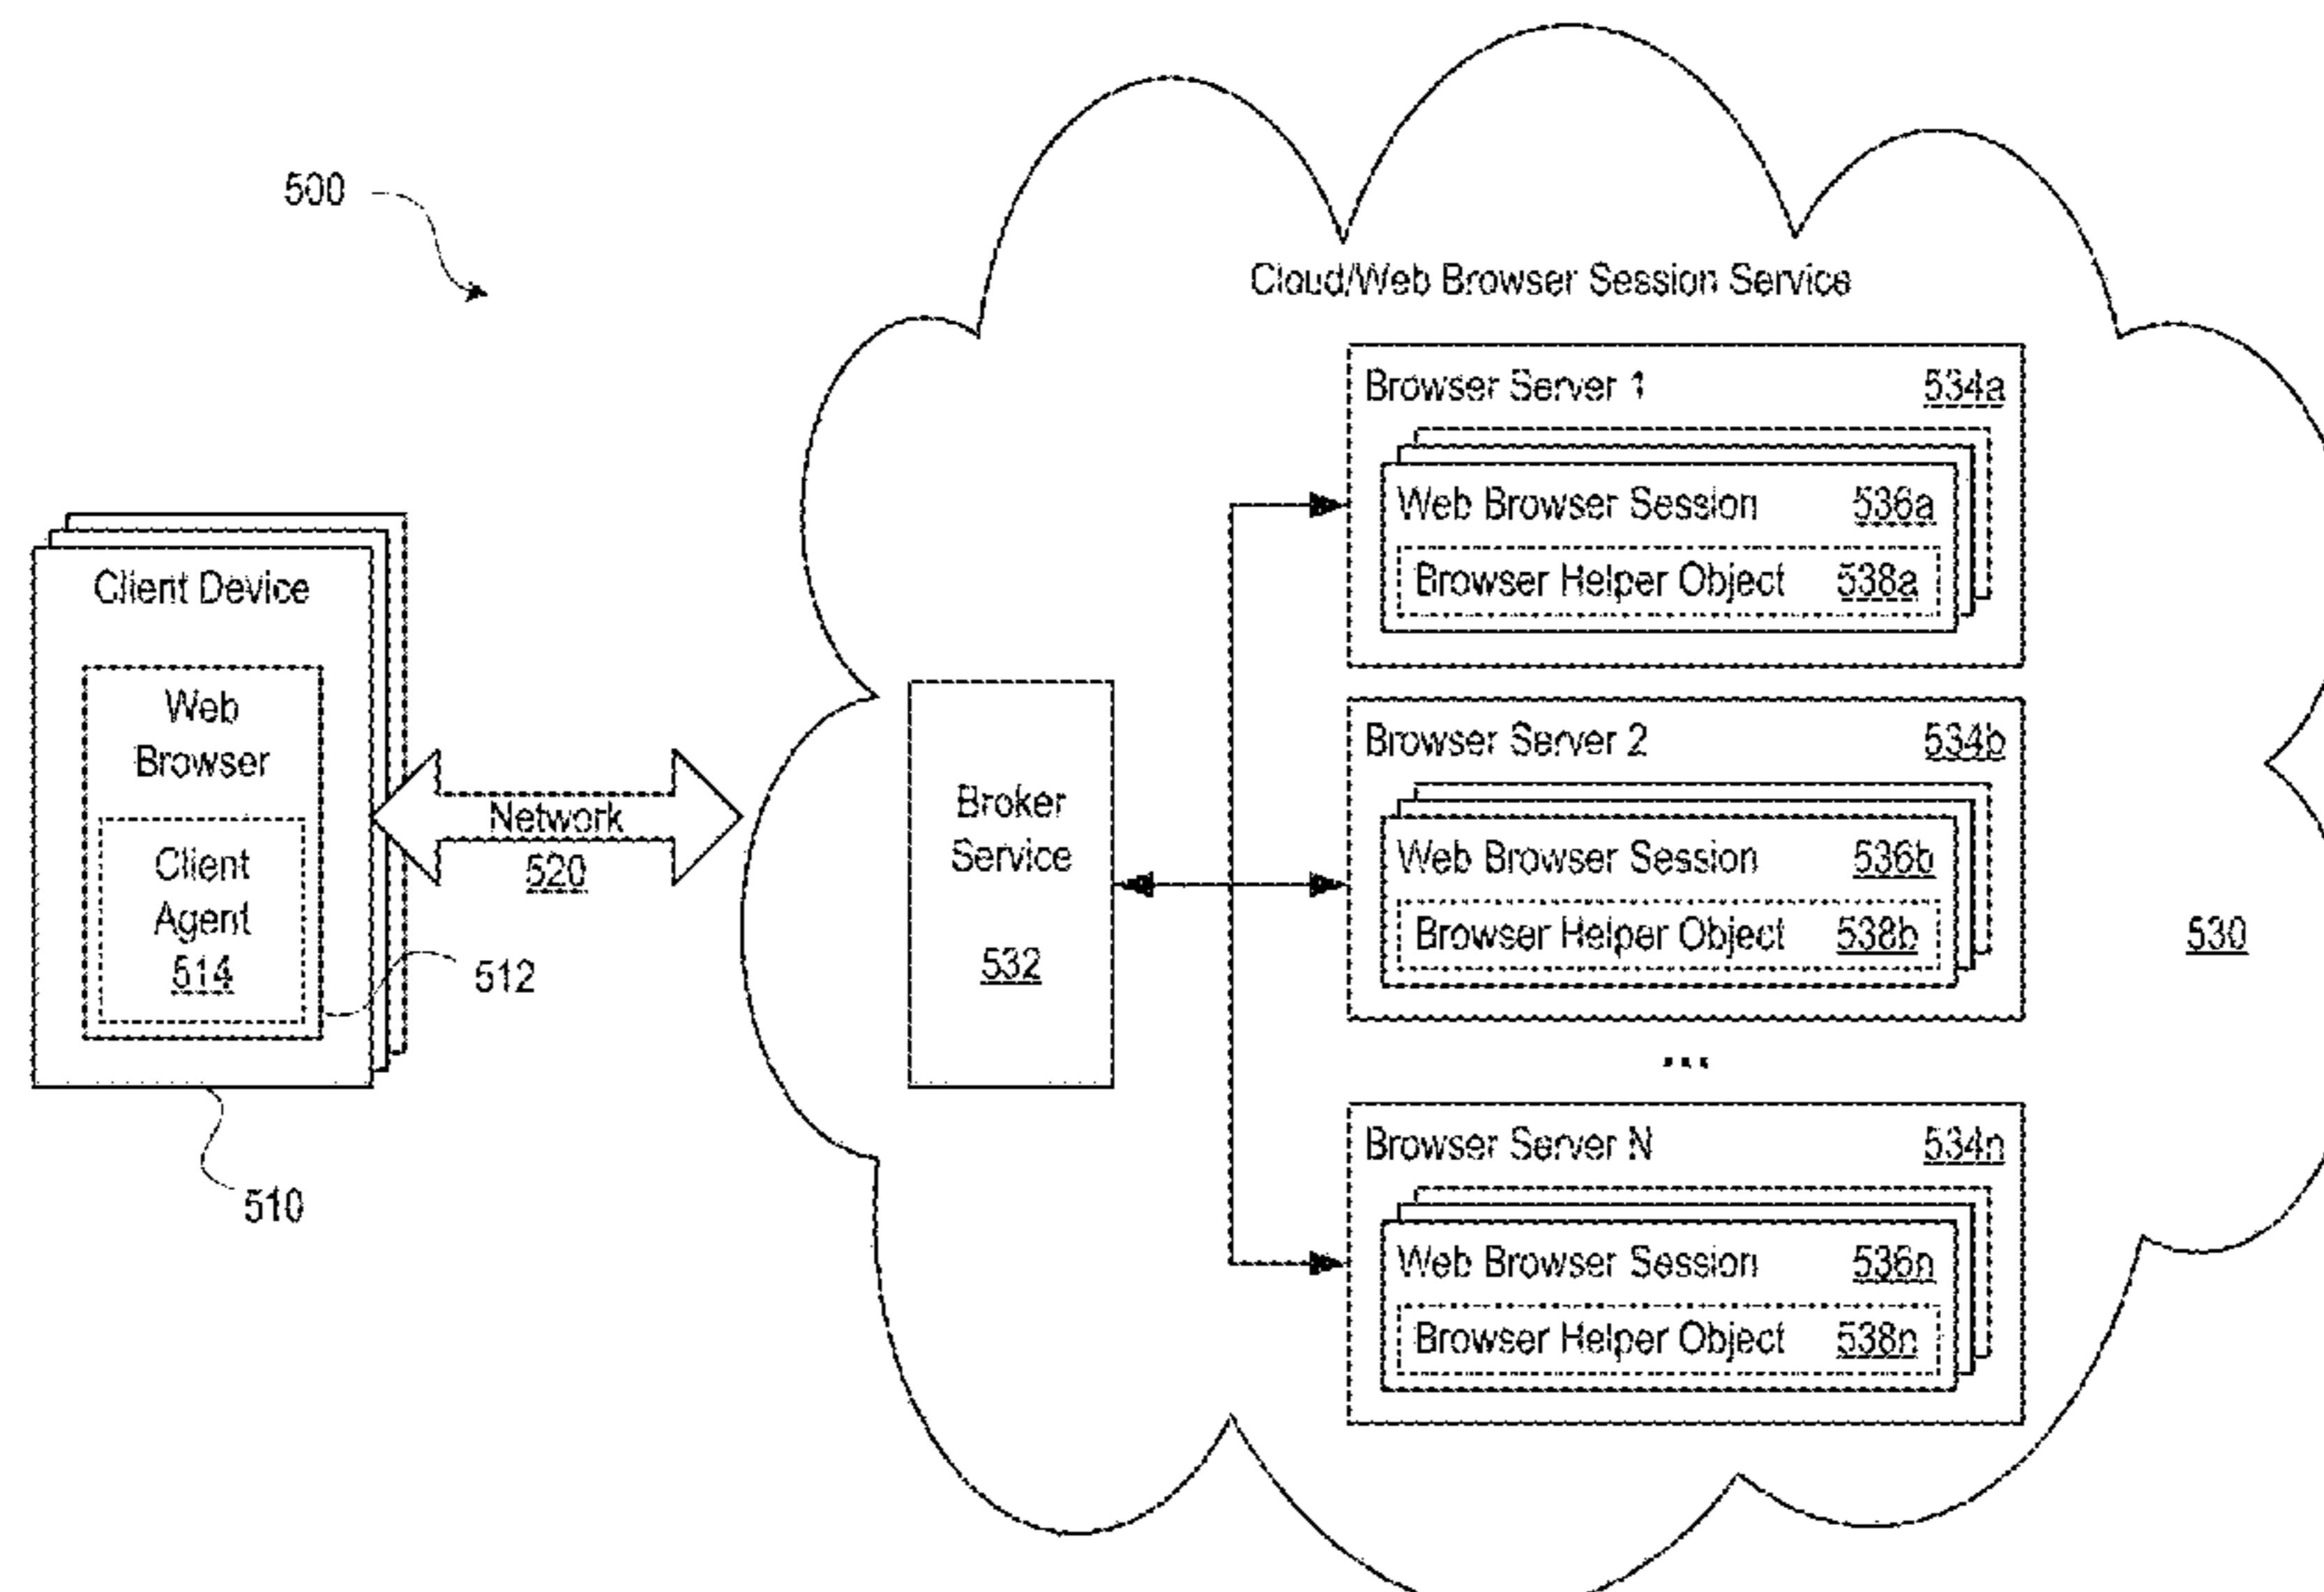 500
Cloud/Web Browser Session Service
Client Device
Web
Browser
Client
Agent
514
512
510
Network
520
Broker
Service
532
Browser Server 1 534a
Web Browser Session 536a
Browser Helper Object 538a
Browser Server 2 534b
Web Browser Session 536b
Browser Helper Object 538b
...
Browser Server N 534n
Web Browser Session 536n
Browser Helper Object 538n
530